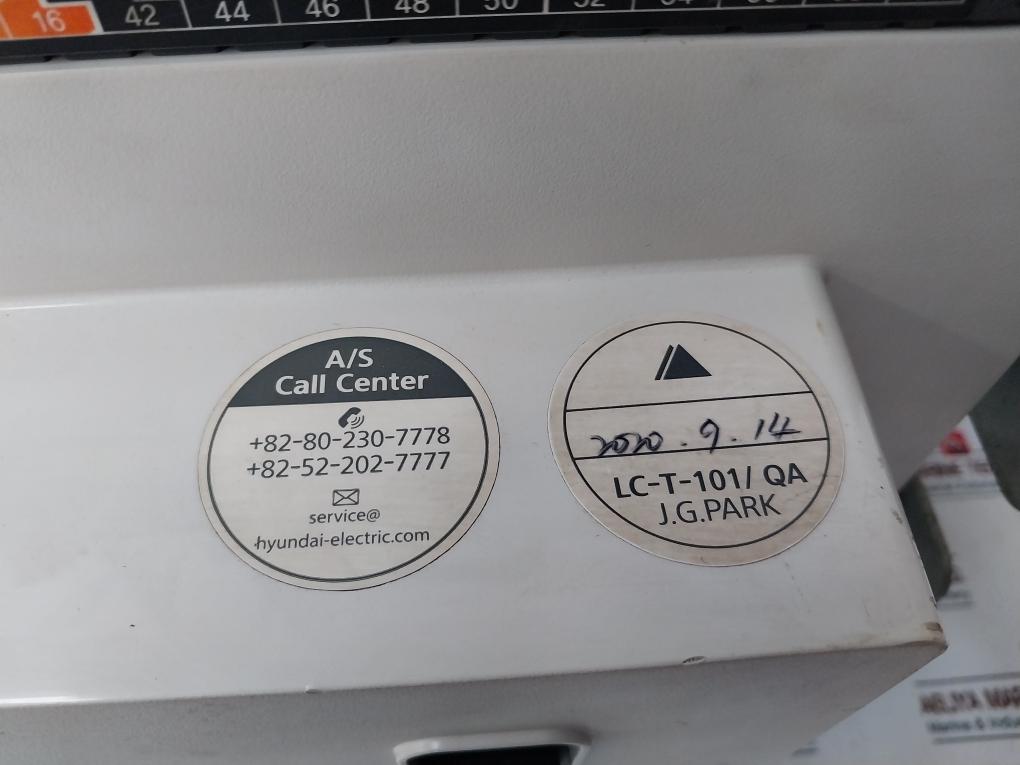 16 42 44 46 48 50 52
A/S
Call Center
+82-80-230-7778
+82-52-202-7777
service@
hyundai-electric.com
2020.9.14
LC-T-101/ QA
J.G.PARK